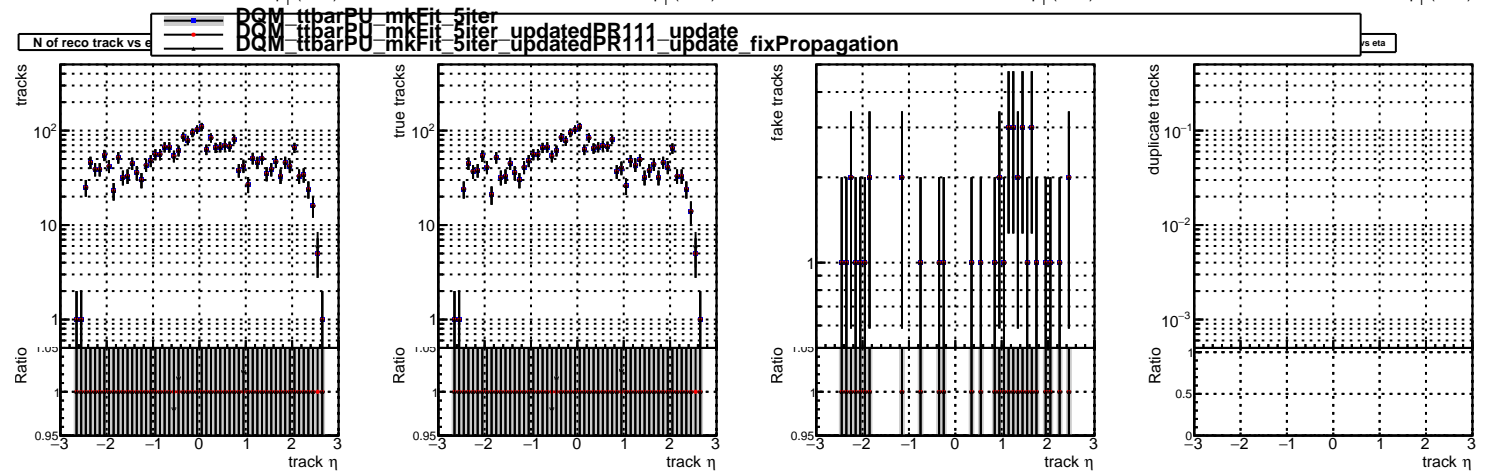 DQM_ttbarPU_mkFit_5iter
DQM_ttbarPU_mkFit_5iter_updatedPR111_update
DQM_ttbarPU_mkFit_5iter_updatedPR111_update_fixPropagation
N of reco track vs e
vs eta
tracks
10²
10
1
Ratio
1.05
1
0.95
−3 −2 −1 0 1 2 3
track η
true tracks
10²
10
1
Ratio
1.05
1
0.95
−3 −2 −1 0 1 2 3
track η
fake tracks
1
Ratio
1.05
1
0.95
−3 −2 −1 0 1 2 3
track η
duplicate tracks
10⁻¹
10⁻²
10⁻³
Ratio
1
0.5
0
−3 −2 −1 0 1 2 3
track η